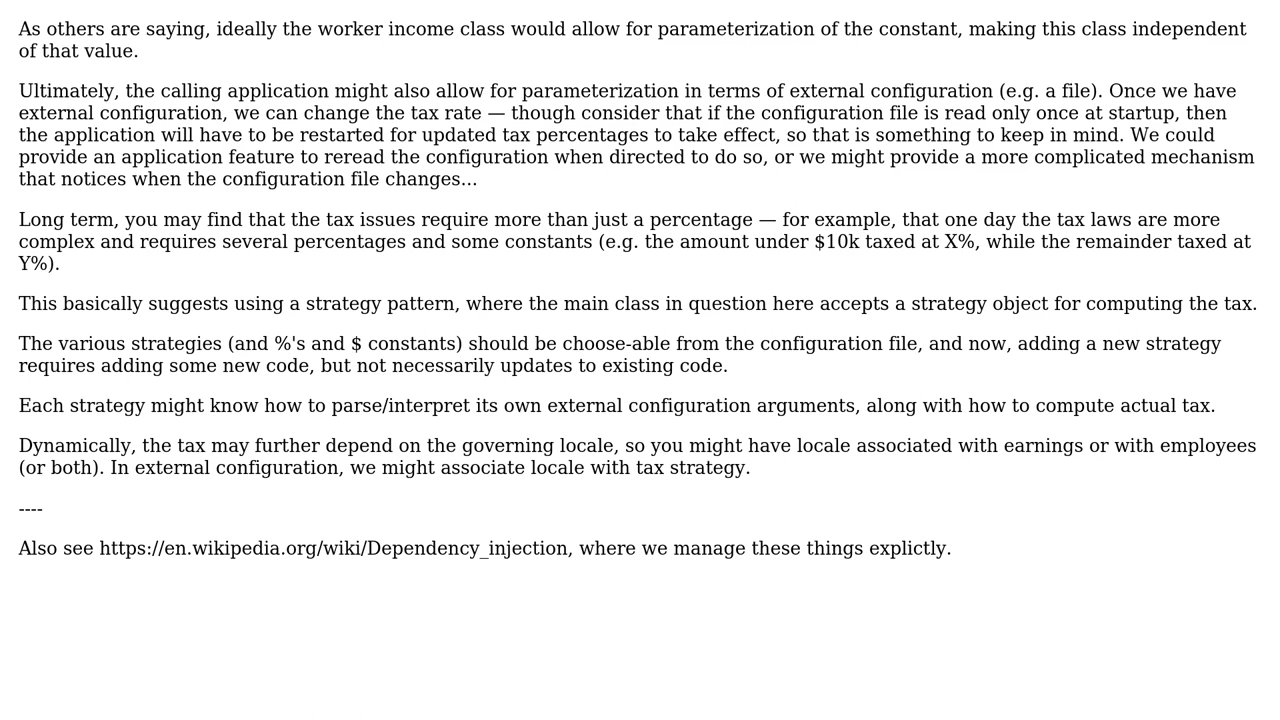 As others are saying, ideally the worker income class would allow for parameterization of the constant, making this class independent
of that value.
Ultimately, the calling application might also allow for parameterization in terms of external configuration (e.g. a file). Once we have
external configuration, we can change the tax rate — though consider that if the configuration file is read only once at startup, then
the application will have to be restarted for updated tax percentages to take effect, so that is something to keep in mind. We could
provide an application feature to reread the configuration when directed to do so, or we might provide a more complicated mechanism
that notices when the configuration file changes...
Long term, you may find that the tax issues require more than just a percentage — for example, that one day the tax laws are more
complex and requires several percentages and some constants (e.g. the amount under $10k taxed at X%, while the remainder taxed at
Y%).
This basically suggests using a strategy pattern, where the main class in question here accepts a strategy object for computing the tax.
The various strategies (and %'s and $ constants) should be choose-able from the configuration file, and now, adding a new strategy
requires adding some new code, but not necessarily updates to existing code.
Each strategy might know how to parse/interpret its own external configuration arguments, along with how to compute actual tax.
Dynamically, the tax may further depend on the governing locale, so you might have locale associated with earnings or with employees
(or both). In external configuration, we might associate locale with tax strategy.
----
Also see https://en.wikipedia.org/wiki/Dependency_injection, where we manage these things explictly.